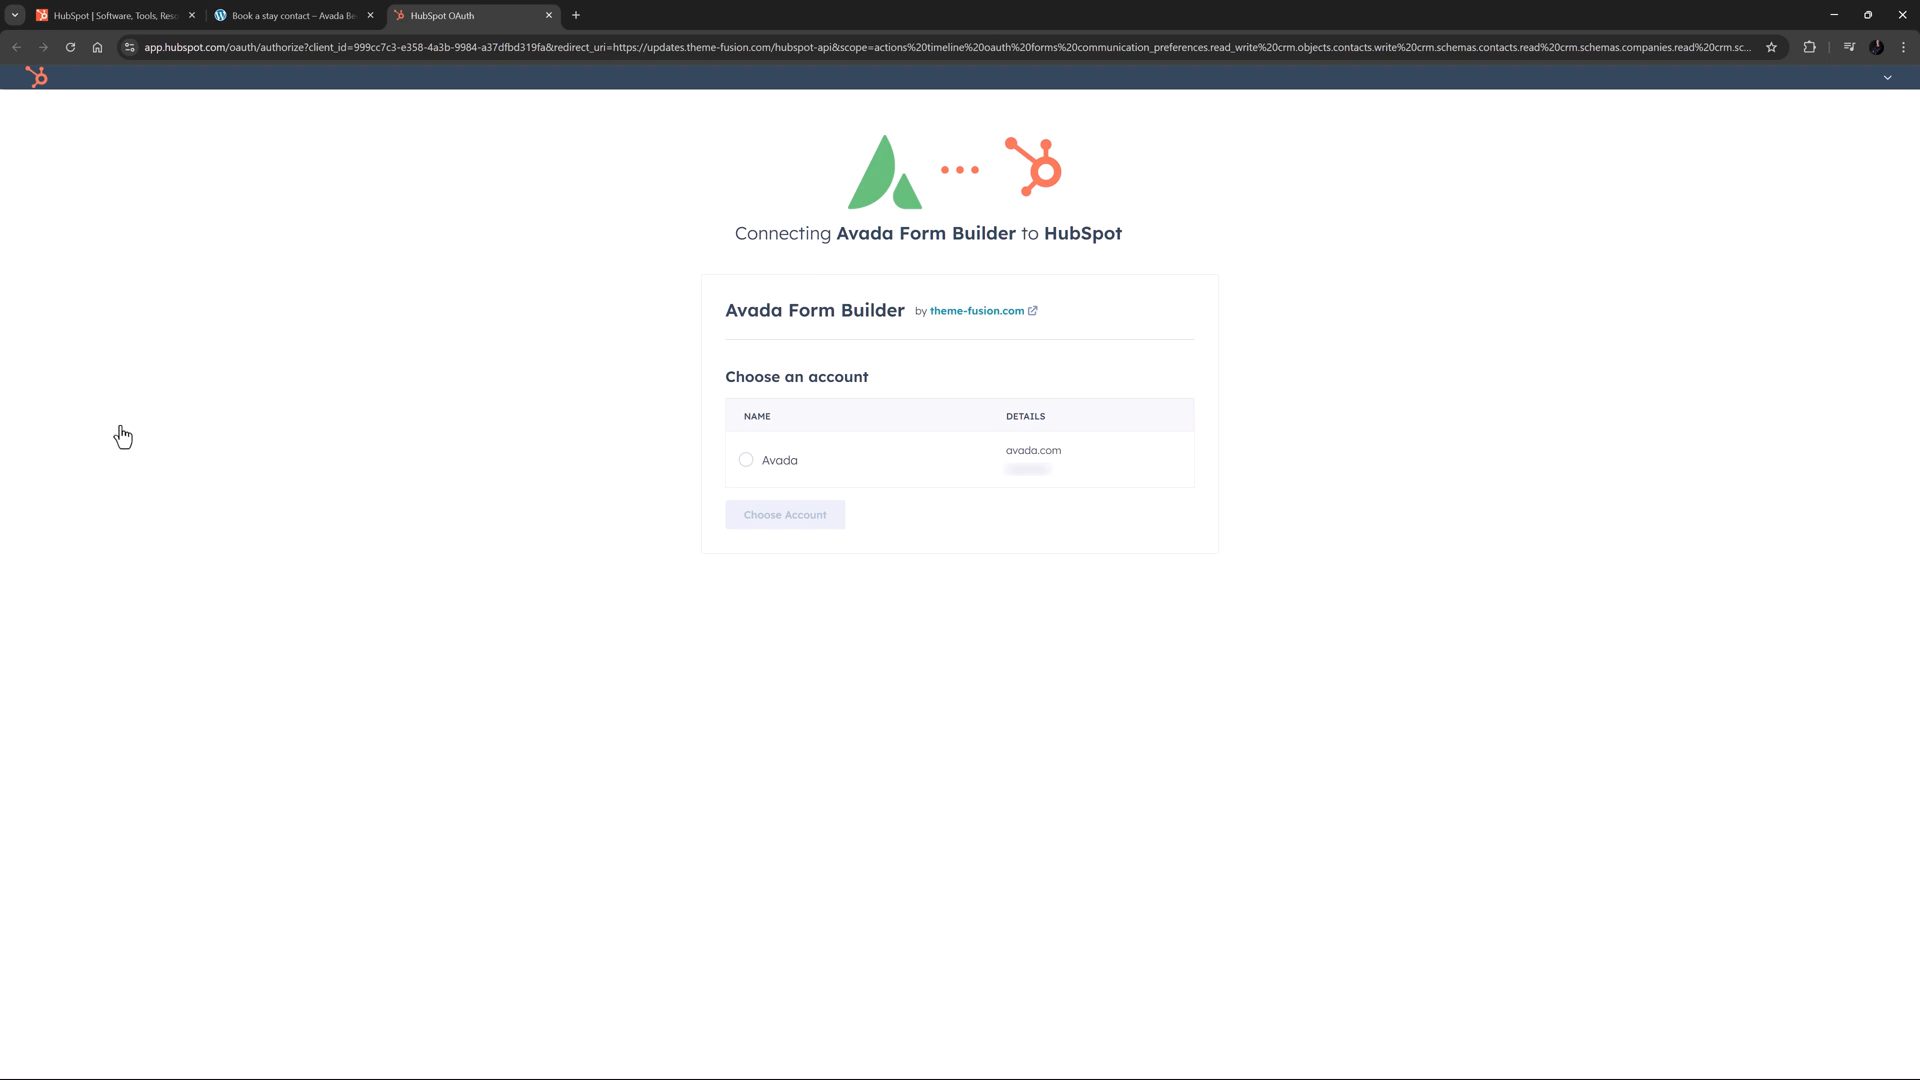 HubSpot | Software, Tools, Reso
Book a stay contact – Avada Be
HubSpot OAuth
app.hubspot.com/oauth/authorize?client_id=999cc7c3-e358-4a3b-9984-a37dfbd319fa&redirect_uri=https://updates.theme-fusion.com/hubspot-api&scope=actions%20timeline%20oauth%20forms%20communication_preferences.read_write%20crm.objects.contacts.write%20crm.schemas.contacts.read%20crm.schemas.companies.read%20crm.sc...
Connecting Avada Form Builder to HubSpot
Avada Form Builder by theme-fusion.com
Choose an account
NAME DETAILS
avada.com
Avada
Choose Account